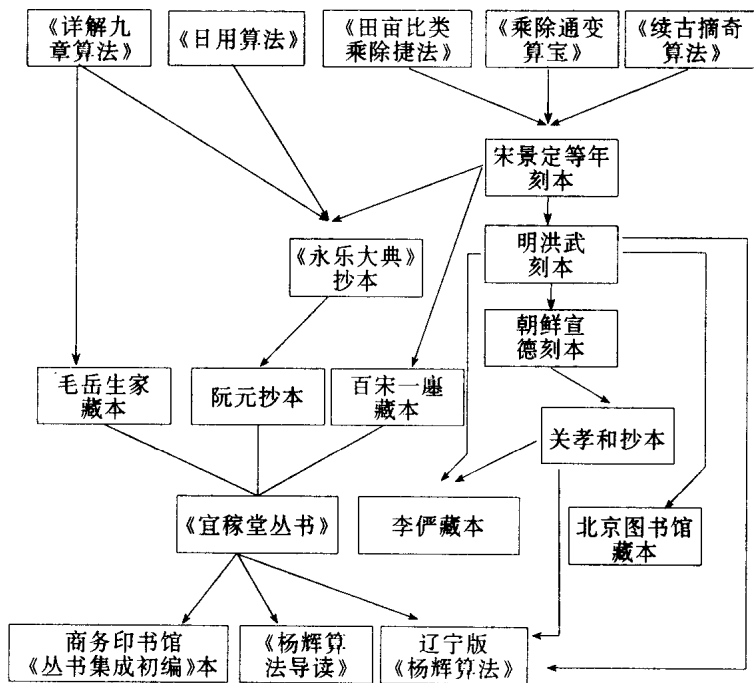 《详解九
章算法》
《日用算法》
《田亩比类
乘除捷法》
《乘除通变
算宝》
《续古摘奇
算法》
宋景定等年
刻本
《永乐大典》
抄本
明洪武
刻本
朝鲜宣
德刻本
毛岳生家
藏本
阮元抄本
百宋一廛
藏本
关孝和抄本
《宜稼堂丛书》
李俨藏本
北京图书馆
藏本
商务印书馆
《丛书集成初编》本
《杨辉算
法导读》
辽宁版
《杨辉算法》